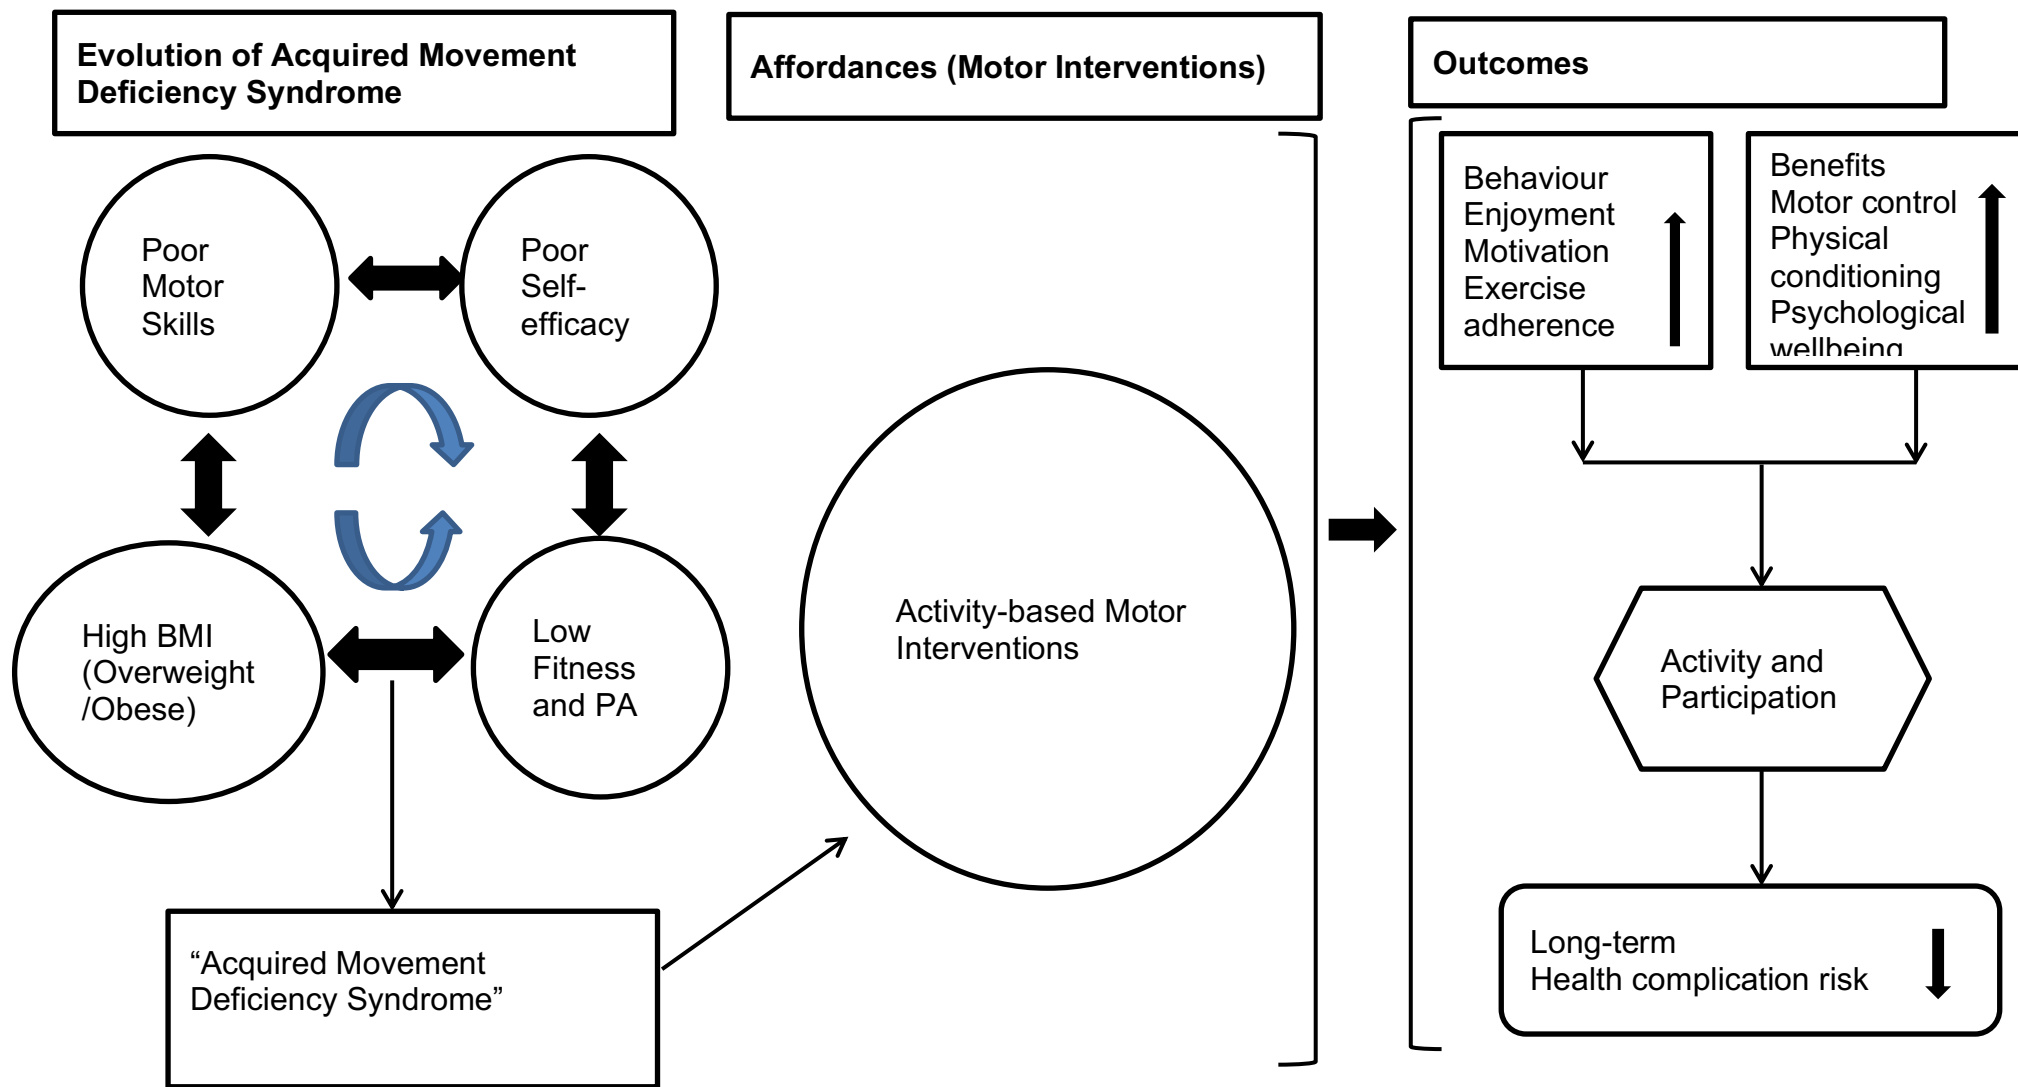 Evolution of Acquired Movement
Deficiency Syndrome
Affordances (Motor Interventions)
Outcomes
Poor
Motor
Skills
Poor
Self-
efficacy
High BMI
(Overweight
/Obese)
Low
Fitness
and PA
“Acquired Movement
Deficiency Syndrome”
Activity-based Motor
Interventions
Behaviour
Enjoyment
Motivation
Exercise
adherence
Benefits
Motor control
Physical
conditioning
Psychological
wellbeing
Activity and
Participation
Long-term
Health complication risk